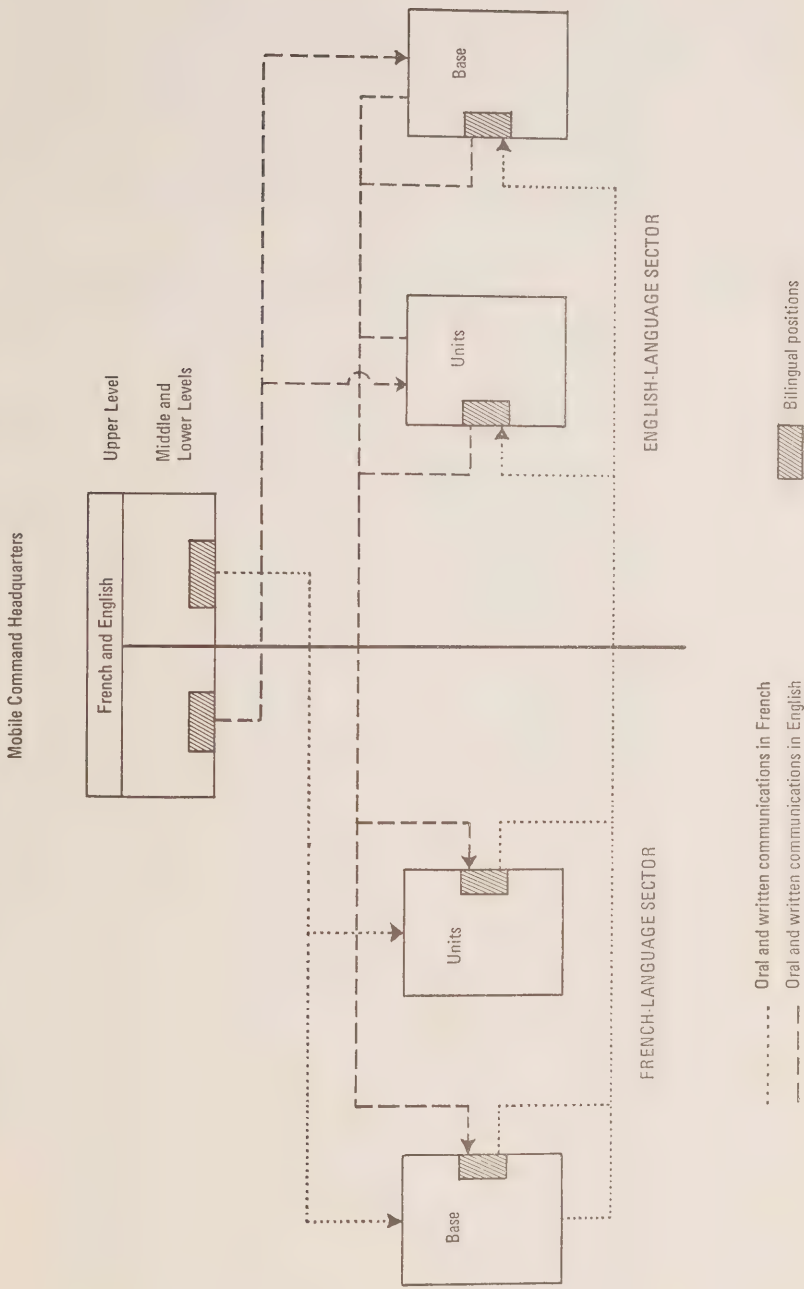 Mobile Command Headquarters
French and English
Upper Level
Middle and
Lower Levels
Base
Units
Units
Base
FRENCH-LANGUAGE SECTOR
ENGLISH-LANGUAGE SECTOR
Oral and written communications in French
Oral and written communications in English
Bilingual positions